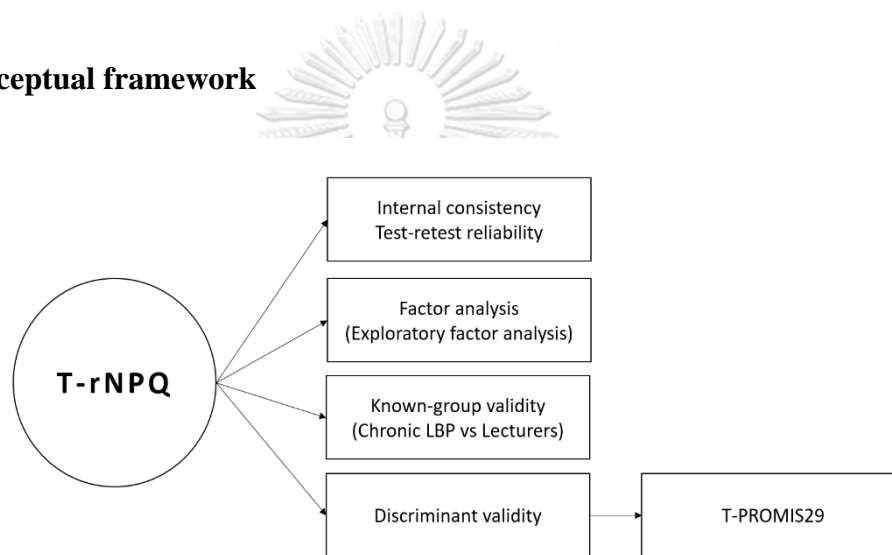 ceptual framework
Internal consistency
Test-retest reliability
Factor analysis
(Exploratory factor analysis)
T-rNPQ
Known-group validity
(Chronic LBP vs Lecturers)
Discriminant validity
T-PROMIS29